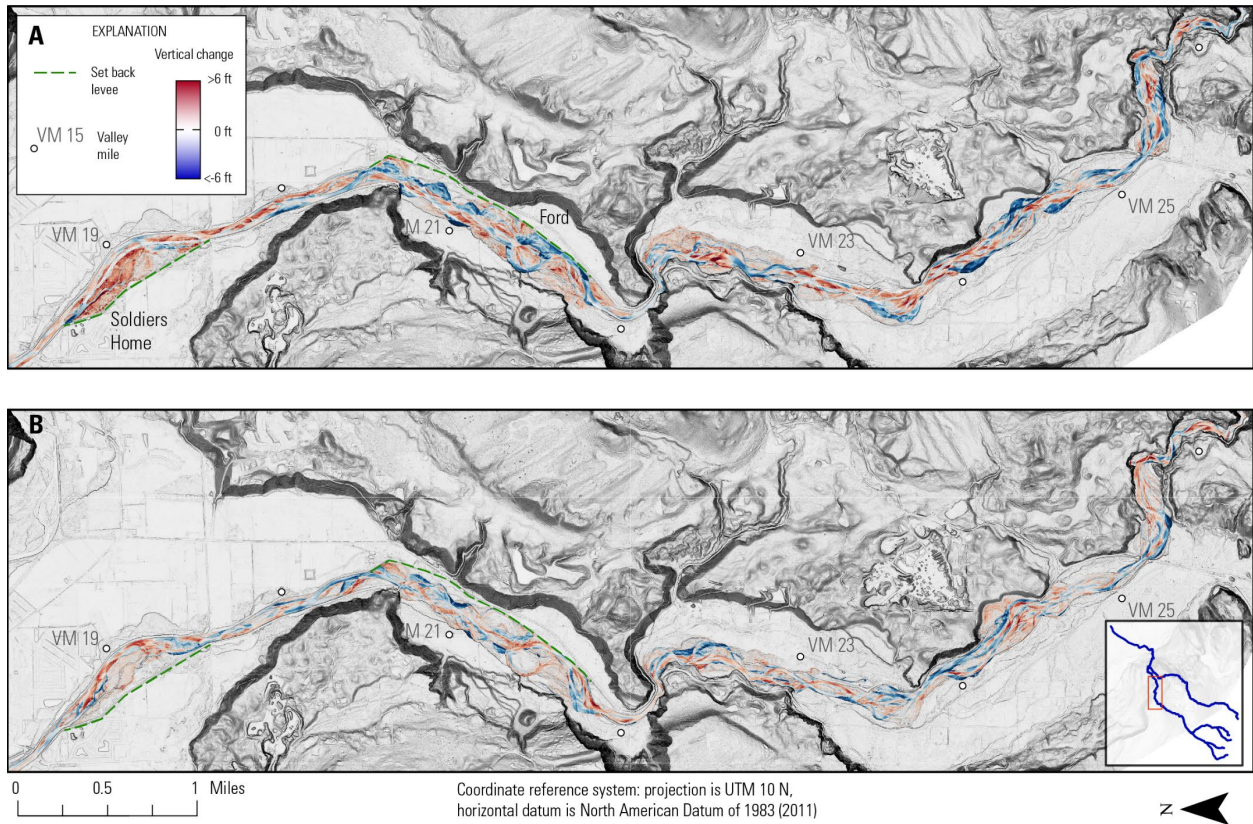 A
EXPLANATION
Vertical change
Set back
levee
>6 ft
0 ft
<-6 ft
VM 15
Valley
mile
VM 19
Soldiers
Home
M 21
Ford
VM 23
VM 25
B
VM 19
M 21
VM 23
VM 25
0 0.5 1 Miles
Coordinate reference system: projection is UTM 10 N,
horizontal datum is North American Datum of 1983 (2011)
N